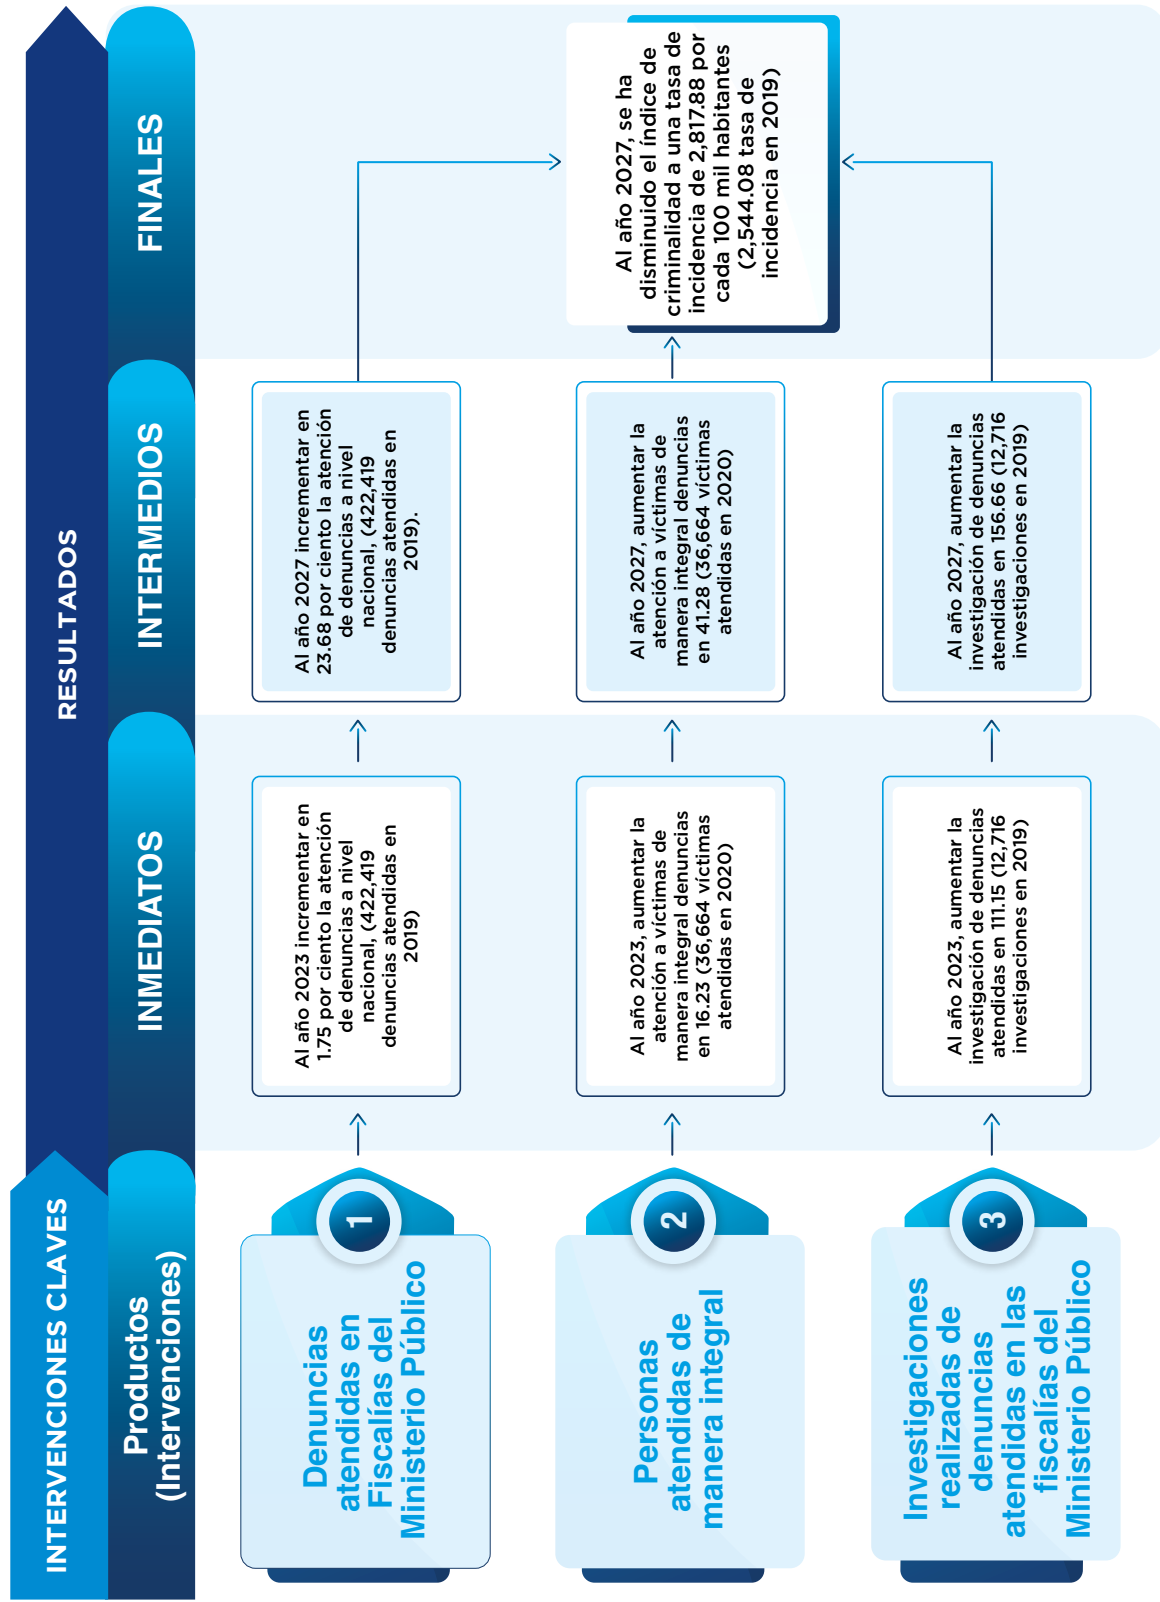 INTERVENCIONES CLAVES
RESULTADOS
Productos
(Intervenciones)
INMEDIATOS
INTERMEDIOS
FINALES
Denuncias
atendidas en
Fiscalías del
Ministerio Público
1
Al año 2023 incrementar en
1.75 por ciento la atención
de denuncias a nivel
nacional, (422,419
denuncias atendidas en
2019)
Al año 2027 incrementar en
23.68 por ciento la atención
de denuncias a nivel
nacional, (422,419
denuncias atendidas en
2019).
Personas
atendidas de
manera integral
2
Al año 2023, aumentar la
atención a víctimas de
manera integral denuncias
en 16.23 (36,664 víctimas
atendidas en 2020)
Al año 2027, aumentar la
atención a víctimas de
manera integral denuncias
en 41.28 (36,664 víctimas
atendidas en 2020)
Al año 2027, se ha
disminuido el índice de
criminalidad a una tasa de
incidencia de 2,817.88 por
cada 100 mil habitantes
(2,544.08 tasa de
incidencia en 2019)
Investigaciones
realizadas de
denuncias
atendidas en las
fiscalías del
Ministerio Público
3
Al año 2023, aumentar la
investigación de denuncias
atendidas en 111.15 (12,716
investigaciones en 2019)
Al año 2027, aumentar la
investigación de denuncias
atendidas en 156.66 (12,716
investigaciones en 2019)